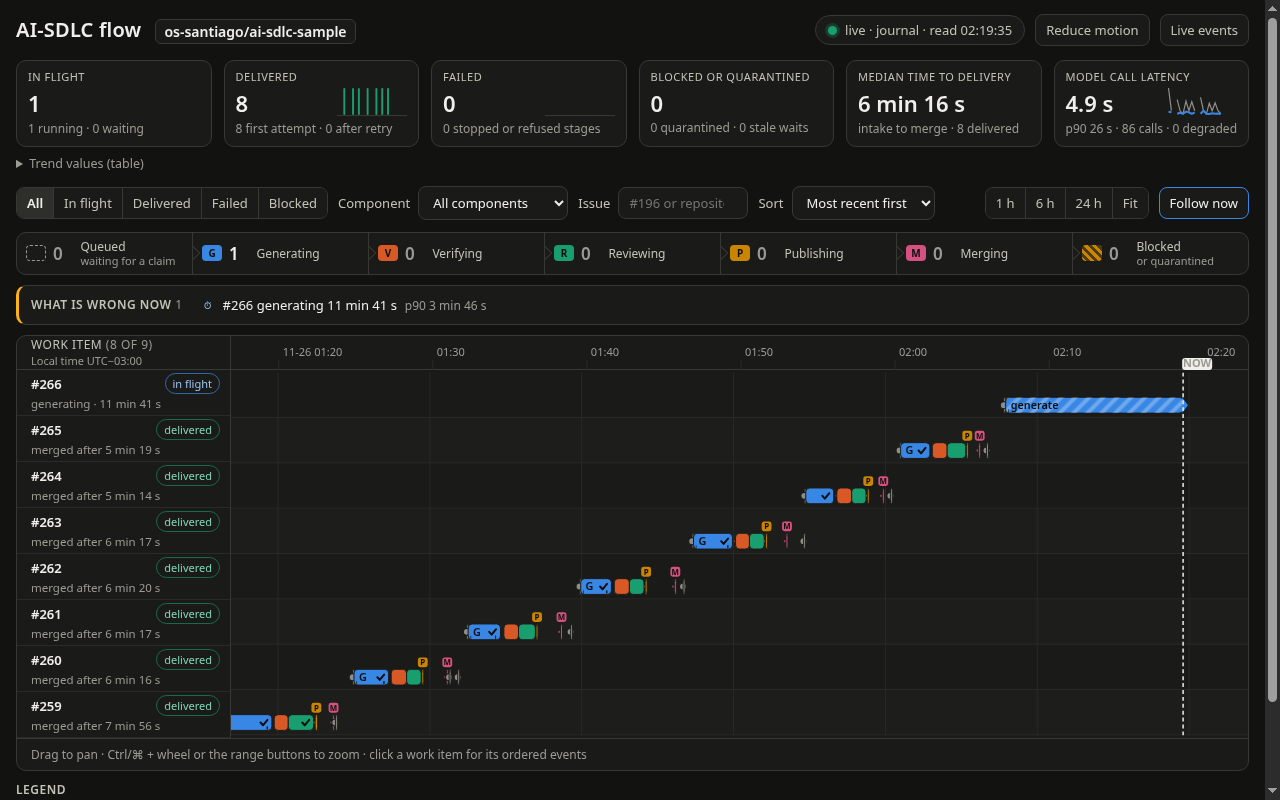 AI-SDLC flow
os-santiago/ai-sdlc-sample
live · journal · read 02:19:35
Reduce motion
Live events
IN FLIGHT
1
1 running · 0 waiting
DELIVERED
8
8 first attempt · 0 after retry
FAILED
0
0 stopped or refused stages
BLOCKED OR QUARANTINED
0
0 quarantined · 0 stale waits
MEDIAN TIME TO DELIVERY
6 min 16 s
intake to merge · 8 delivered
MODEL CALL LATENCY
4.9 s
p90 26 s · 86 calls · 0 degraded
Trend values (table)
All
In flight
Delivered
Failed
Blocked
Component
All components
Issue
#196 or reposit
Sort
Most recent first
1 h
6 h
24 h
Fit
Follow now
0
Queued
waiting for a claim
G
1
Generating
V
0
Verifying
R
0
Reviewing
P
0
Publishing
M
0
Merging
0
Blocked
or quarantined
WHAT IS WRONG NOW 1
#266 generating 11 min 41 s p90 3 min 46 s
WORK ITEM (8 OF 9)
Local time UTC−03:00
11-26 01:20
01:30
01:40
01:50
02:00
02:10
02:20
NOW
#266
in flight
generating · 11 min 41 s
generate
#265
delivered
merged after 5 min 19 s
G
P
M
#264
delivered
merged after 5 min 14 s
P
M
#263
delivered
merged after 6 min 17 s
G
P
M
#262
delivered
merged after 6 min 20 s
G
P
M
#261
delivered
merged after 6 min 17 s
G
P
M
#260
delivered
merged after 6 min 16 s
G
P
M
#259
delivered
merged after 7 min 56 s
P
M
Drag to pan · Ctrl/⌘ + wheel or the range buttons to zoom · click a work item for its ordered events
LEGEND